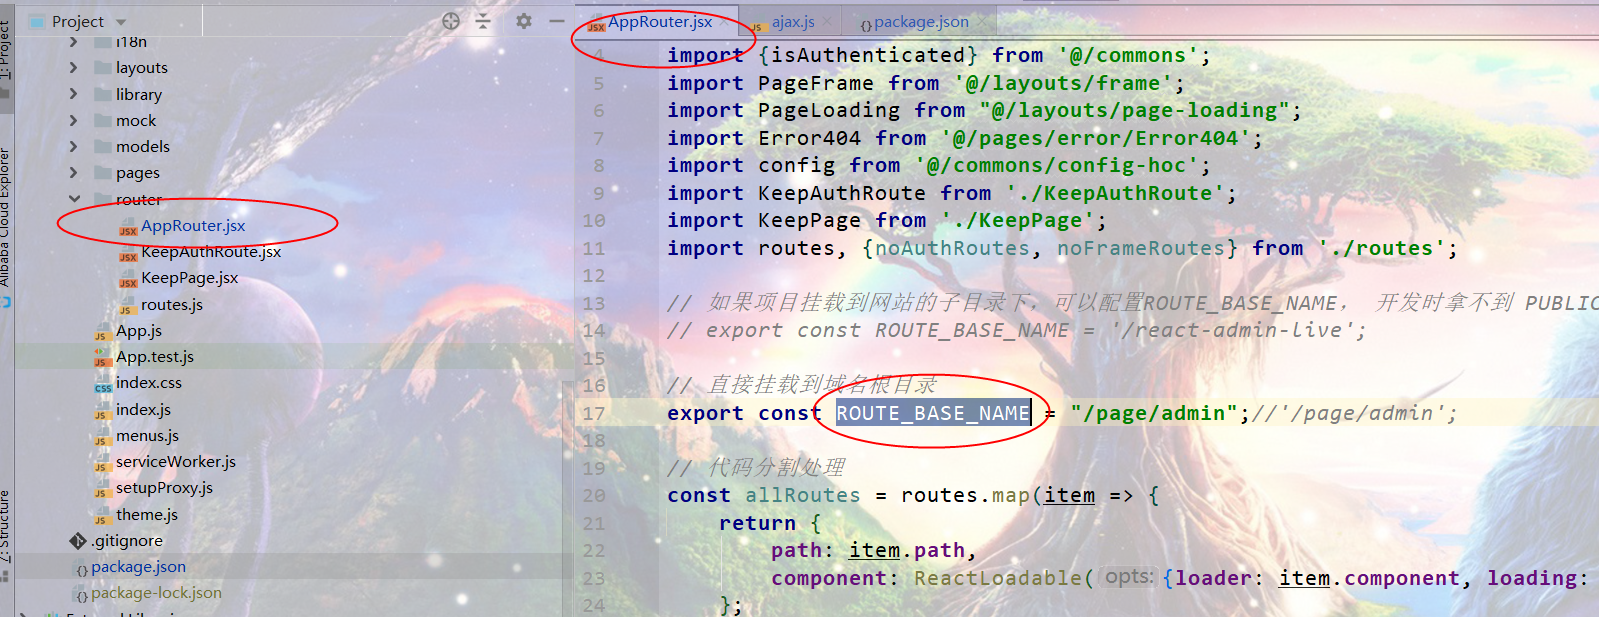 Project
AppRouter.jsx
ajax.js
package.json
1: Project
Alibaba Cloud Explorer
Z: Structure
i18n
layouts
library
mock
models
pages
router
AppRouter.jsx
KeepAuthRoute.jsx
KeepPage.jsx
routes.js
App.js
App.test.js
index.css
index.js
menus.js
serviceWorker.js
setupProxy.js
theme.js
.gitignore
package.json
package-lock.json
4 import {isAuthenticated} from '@/commons';
5 import PageFrame from '@/layouts/frame';
6 import PageLoading from "@/layouts/page-loading";
7 import Error404 from '@/pages/error/Error404';
8 import config from '@/commons/config-hoc';
9 import KeepAuthRoute from './KeepAuthRoute';
10 import KeepPage from './KeepPage';
11 import routes, {noAuthRoutes, noFrameRoutes} from './routes';
12
13 // 如果项目挂载到网站的子目录下，可以配置ROUTE_BASE_NAME， 开发时拿不到 PUBLIC
14 // export const ROUTE_BASE_NAME = '/react-admin-live';
15
16 // 直接挂载到域名根目录
17 export const ROUTE_BASE_NAME = "/page/admin";//'/page/admin';
18
19 // 代码分割处理
20 const allRoutes = routes.map(item => {
21 return {
22 path: item.path,
23 component: ReactLoadable( opts: {loader: item.component, loading:
24 };